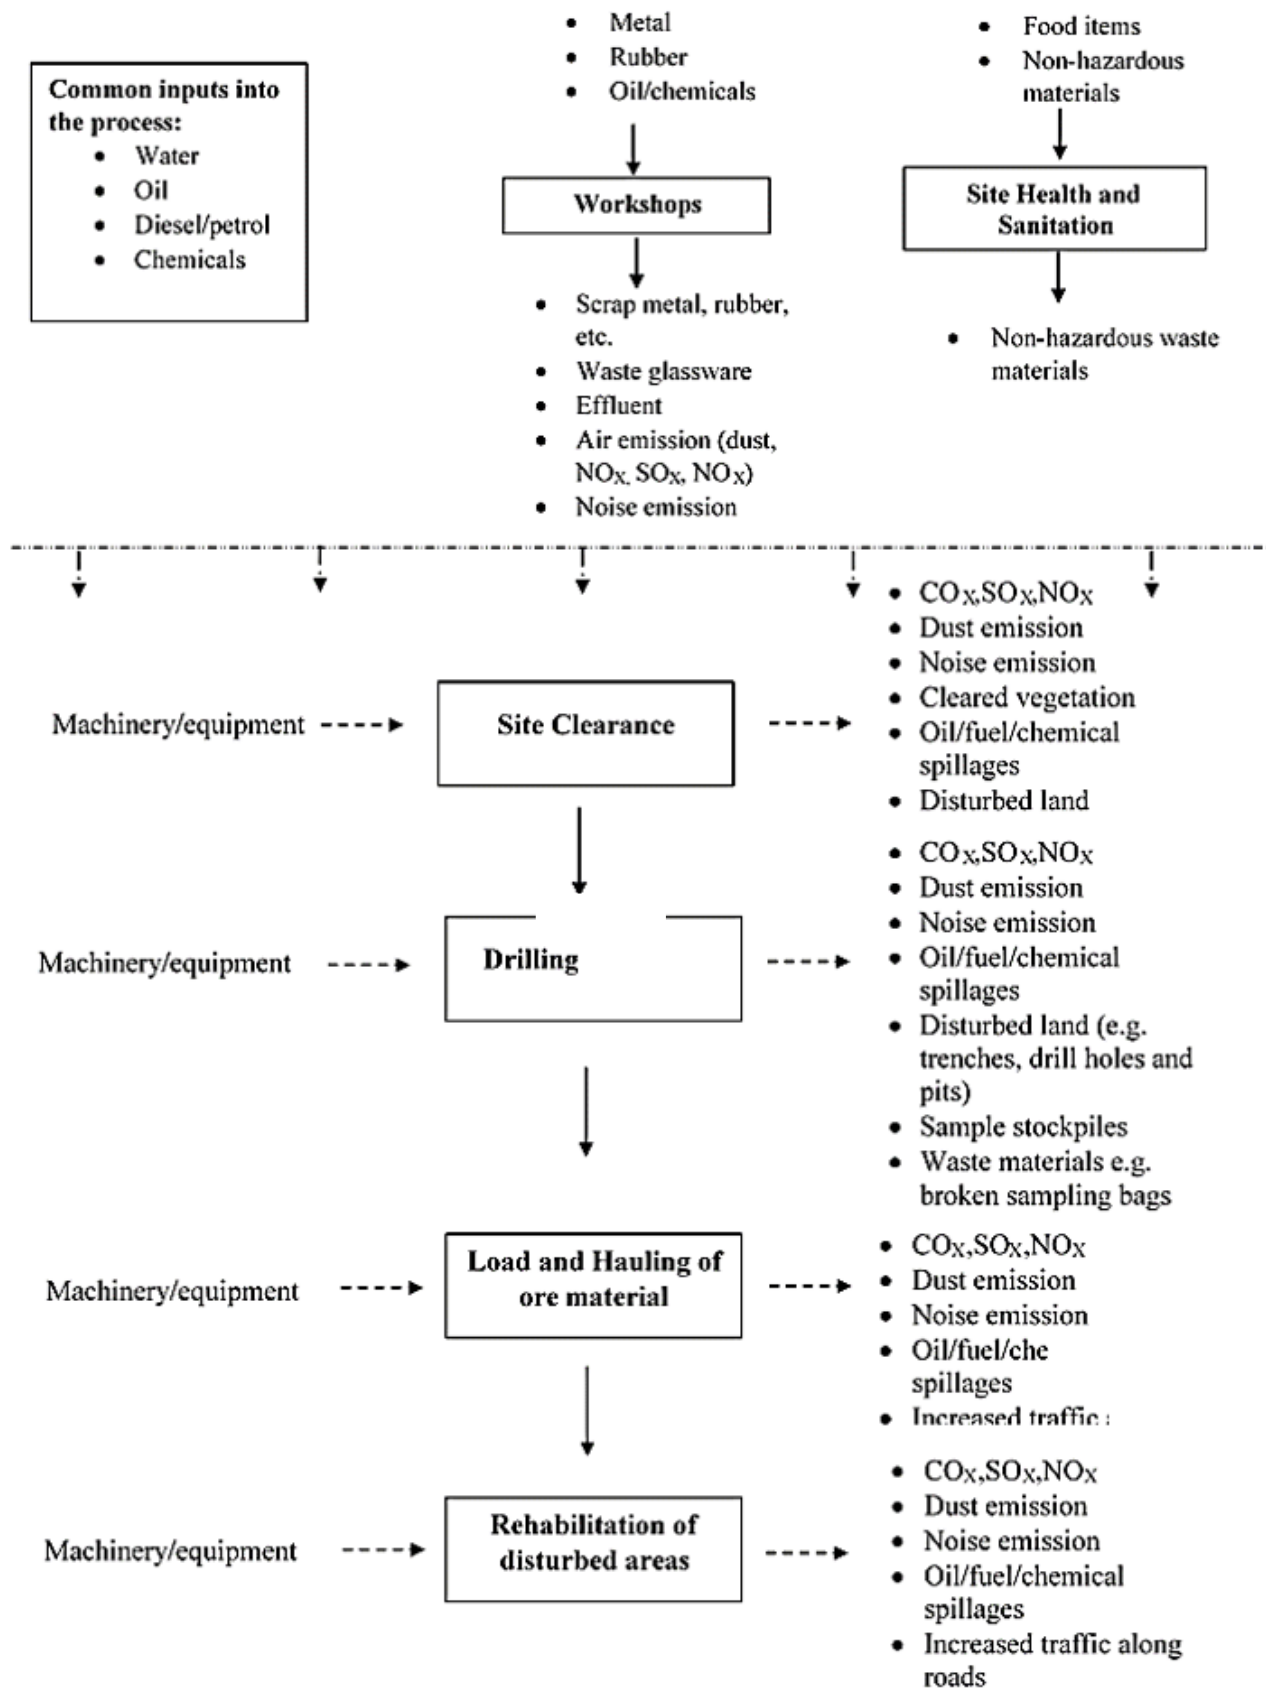 Common inputs into
the process:
• Water
• Oil
• Diesel/petrol
• Chemicals
• Metal
• Rubber
• Oil/chemicals
Workshops
• Scrap metal, rubber,
etc.
• Waste glassware
• Effluent
• Air emission (dust,
NOX, SOX, NOX)
• Noise emission
• Food items
• Non-hazardous
materials
Site Health and
Sanitation
• Non-hazardous waste
materials
Machinery/equipment
Site Clearance
• COX,SOX,NOX
• Dust emission
• Noise emission
• Cleared vegetation
• Oil/fuel/chemical
spillages
• Disturbed land
Machinery/equipment
Drilling
• COX,SOX,NOX
• Dust emission
• Noise emission
• Oil/fuel/chemical
spillages
• Disturbed land (e.g.
trenches, drill holes and
pits)
• Sample stockpiles
• Waste materials e.g.
broken sampling bags
Machinery/equipment
Load and Hauling of
ore material
• COX,SOX,NOX
• Dust emission
• Noise emission
• Oil/fuel/che
spillages
• Increased traffic
Machinery/equipment
Rehabilitation of
disturbed areas
• COX,SOX,NOX
• Dust emission
• Noise emission
• Oil/fuel/chemical
spillages
• Increased traffic along
roads